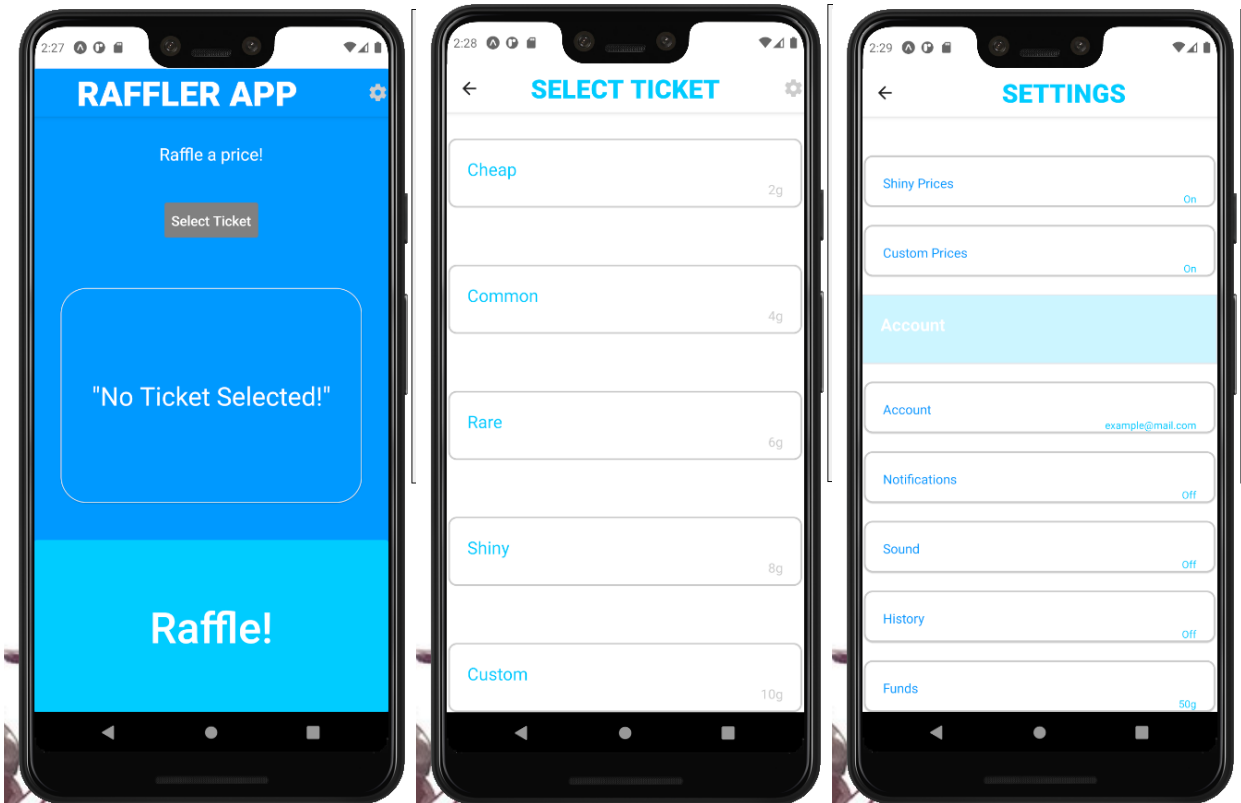 2:27
RAFFLER APP
Raffle a price!
Select Ticket
"No Ticket Selected!"
Raffle!
2:28
SELECT TICKET
Cheap
2g
Common
4g
Rare
6g
Shiny
8g
Custom
10g
2:29
SETTINGS
Shiny Prices
On
Custom Prices
On
Account
Account
example@mail.com
Notifications
Off
Sound
Off
History
Off
Funds
50g